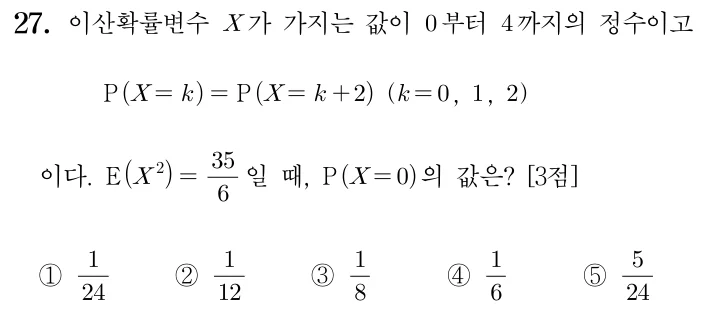 27. 이산확률변수 X가 가지는 값이 0부터 4까지의 정수이고
P(X=k)=P(X=k+2) (k=0, 1, 2)
이다. E(X²)=35/6일 때, P(X=0)의 값은? [3점]
① 1/24 ② 1/12 ③ 1/8 ④ 1/6 ⑤ 5/24